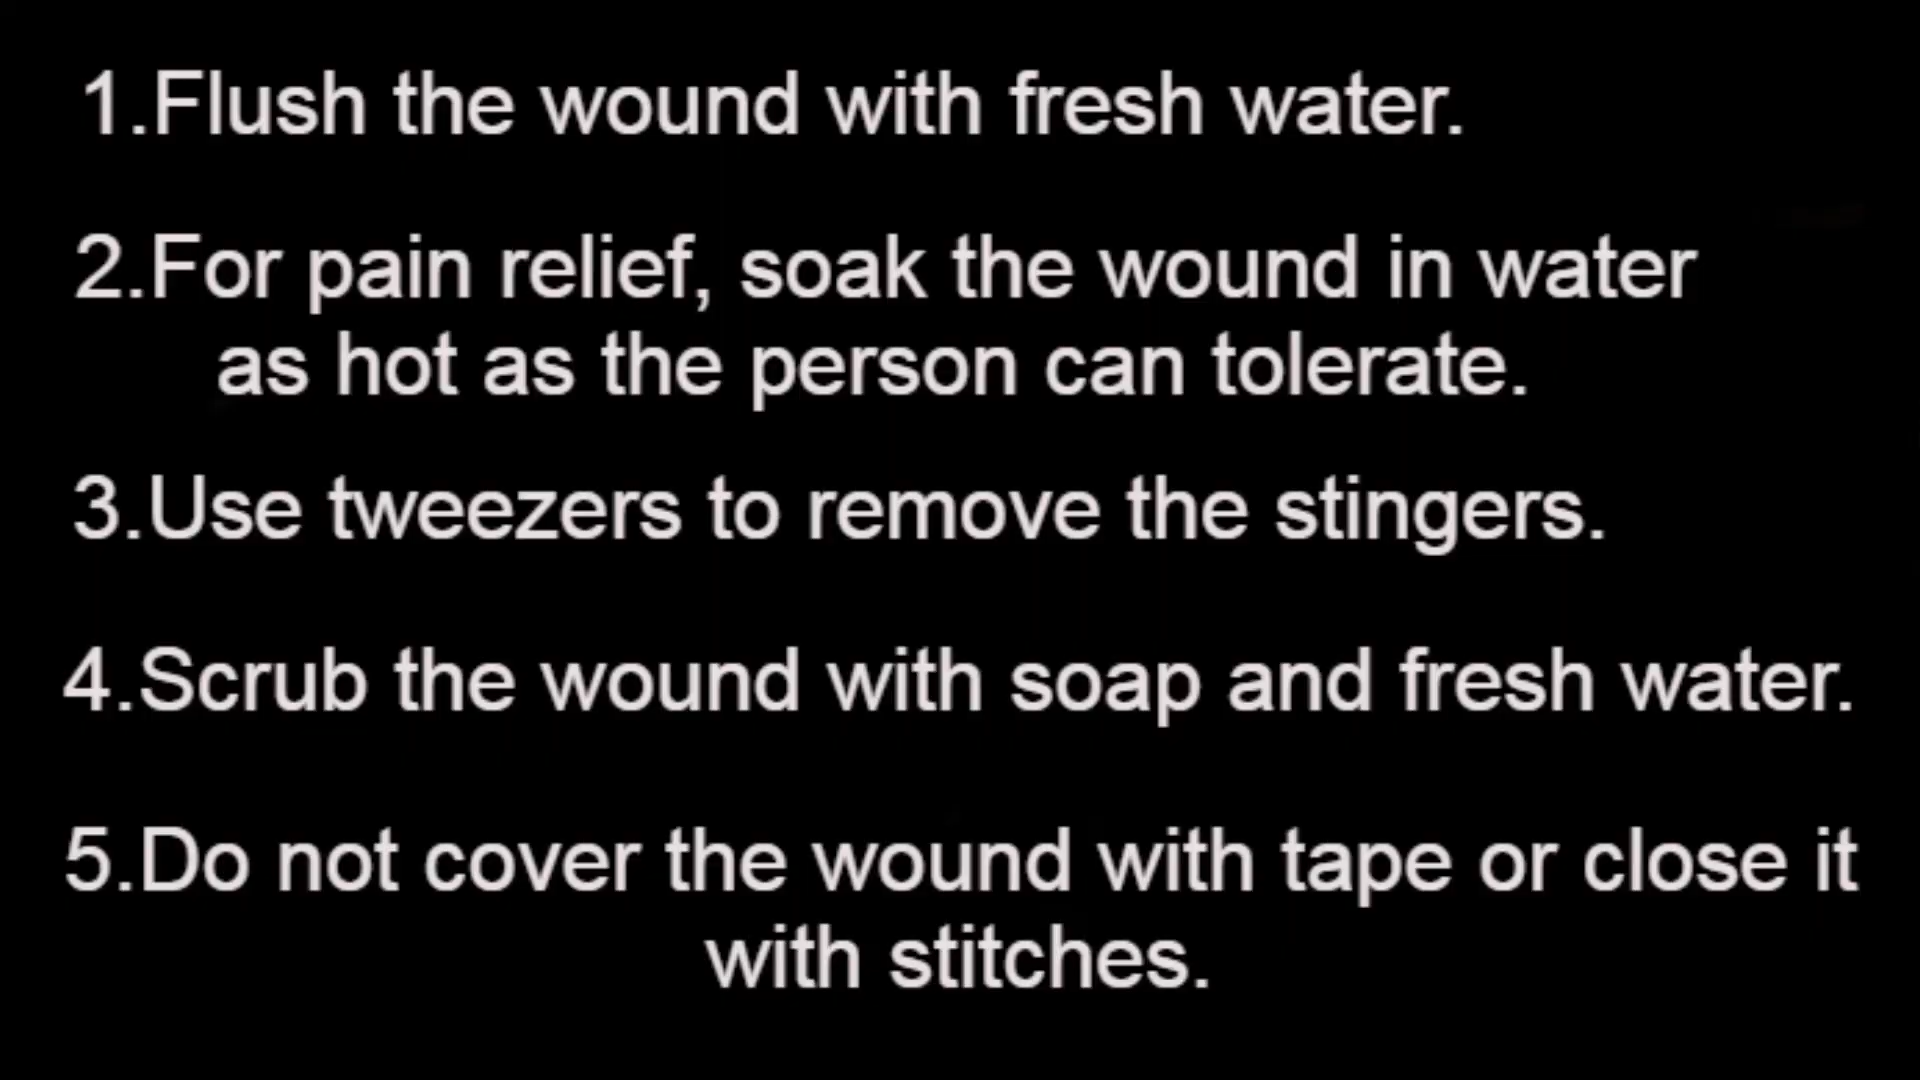 1.Flush the wound with fresh water.
2.For pain relief, soak the wound in water
as hot as the person can tolerate.
3.Use tweezers to remove the stingers.
4.Scrub the wound with soap and fresh water.
5.Do not cover the wound with tape or close it
with stitches.